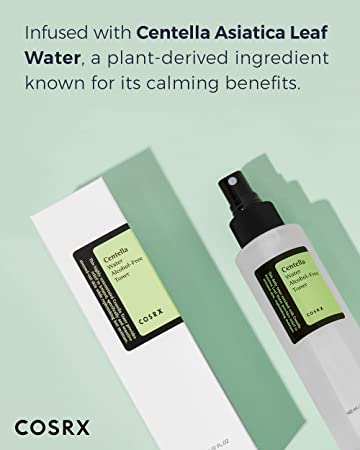 Infused with Centella Asiatica Leaf
Water, a plant-derived ingredient
known for its calming benefits.
Centella
Water
Alcohol-Free
Toner
COSRX
Centella
Water
Alcohol-Free
Toner
COSRX
COSRX